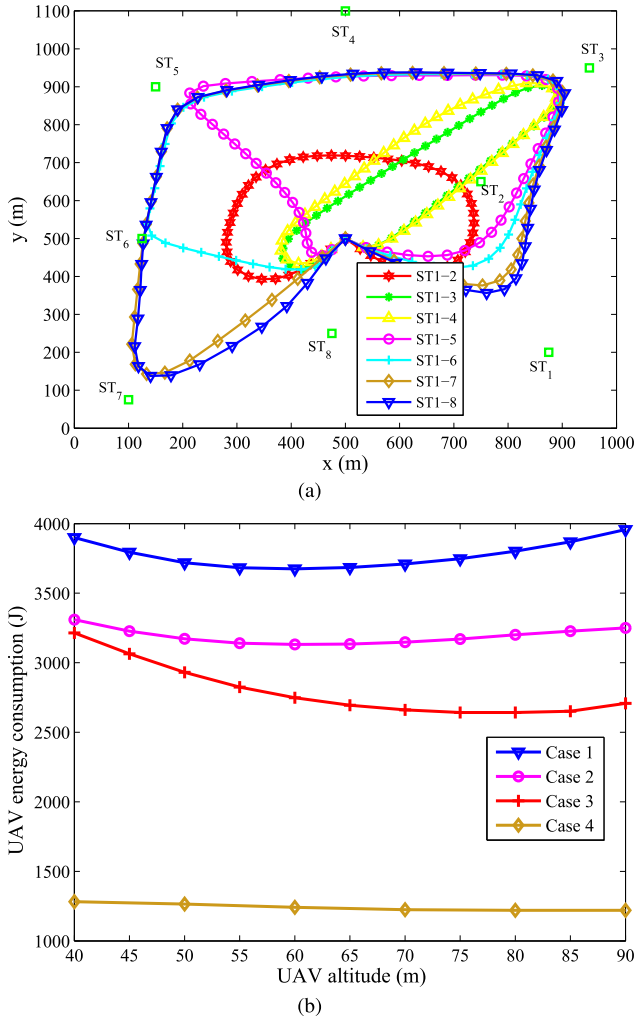 1100
1000
900
800
700
600
500
400
300
200
100
0
y (m)
ST4
ST5
ST3
ST2
ST6
ST8
ST1
ST7
ST1−2
ST1−3
ST1−4
ST1−5
ST1−6
ST1−7
ST1−8
0 100 200 300 400 500 600 700 800 900 1000
x (m)
(a)
4000
3500
3000
2500
2000
1500
1000
UAV energy consumption (J)
Case 1
Case 2
Case 3
Case 4
40 45 50 55 60 65 70 75 80 85 90
UAV altitude (m)
(b)